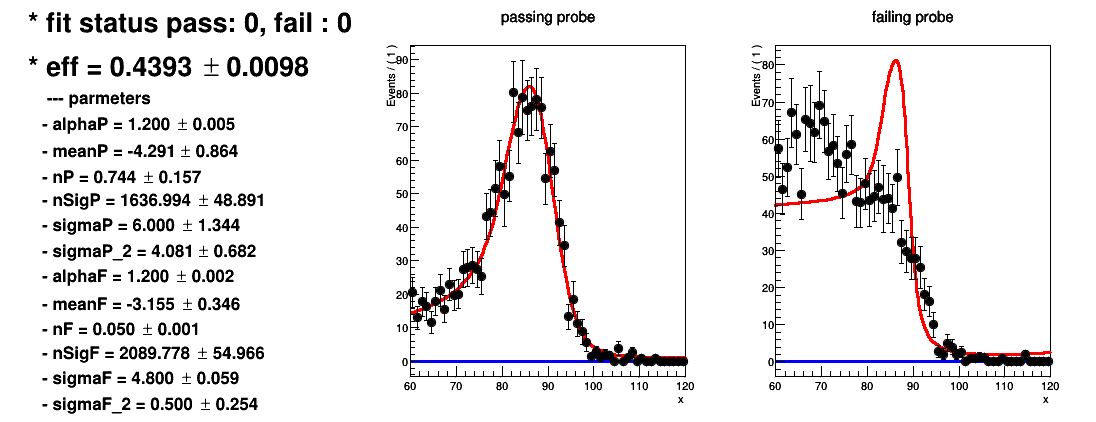 * fit status pass: 0, fail : 0
* eff = 0.4393 ± 0.0098
--- parmeters
- alphaP = 1.200 ± 0.005
- meanP = -4.291 ± 0.864
- nP = 0.744 ± 0.157
- nSigP = 1636.994 ± 48.891
- sigmaP = 6.000 ± 1.344
- sigmaP_2 = 4.081 ± 0.682
- alphaF = 1.200 ± 0.002
- meanF = -3.155 ± 0.346
- nF = 0.050 ± 0.001
- nSigF = 2089.778 ± 54.966
- sigmaF = 4.800 ± 0.059
- sigmaF_2 = 0.500 ± 0.254
passing probe
Events / ( 1 )
90
80
70
60
50
40
30
20
10
0
60 70 80 90 100 110 120
x
failing probe
Events / ( 1 )
80
70
60
50
40
30
20
10
0
60 70 80 90 100 110 120
x